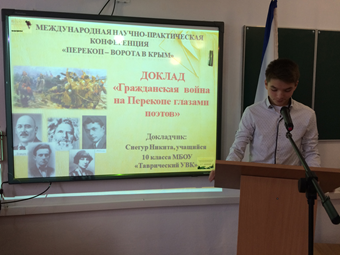 МЕЖДУНАРОДНАЯ НАУЧНО-ПРАКТИЧЕСКАЯ
КОНФЕРЕНЦИЯ
«ПЕРЕКОП – ВОРОТА В КРЫМ»
ДОКЛАД
«Гражданская война
на Перекопе глазами
поэтов»
Докладчик:
Снегур Никита, учащийся
10 класса МБОУ
«Таврический УВК»